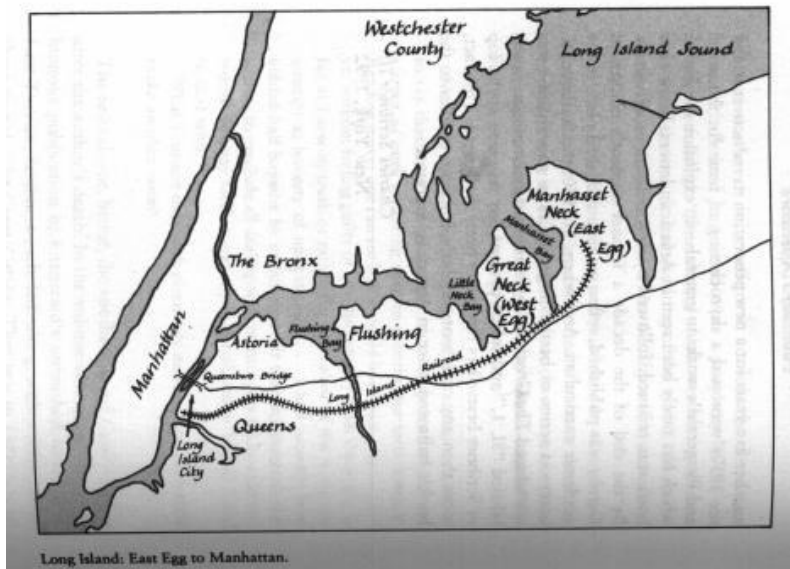 Westchester
County
Long Island Sound
Manhasset
Neck
(East
Egg)
Manhasset
Bay
The Bronx
Little
Neck
Bay
Great
Neck
(West
Egg)
Manhattan
Astoria
Flushing
Bay
Flushing
Queensboro Bridge
Long Island Railroad
Queens
Long
Island
City
Long Island: East Egg to Manhattan.